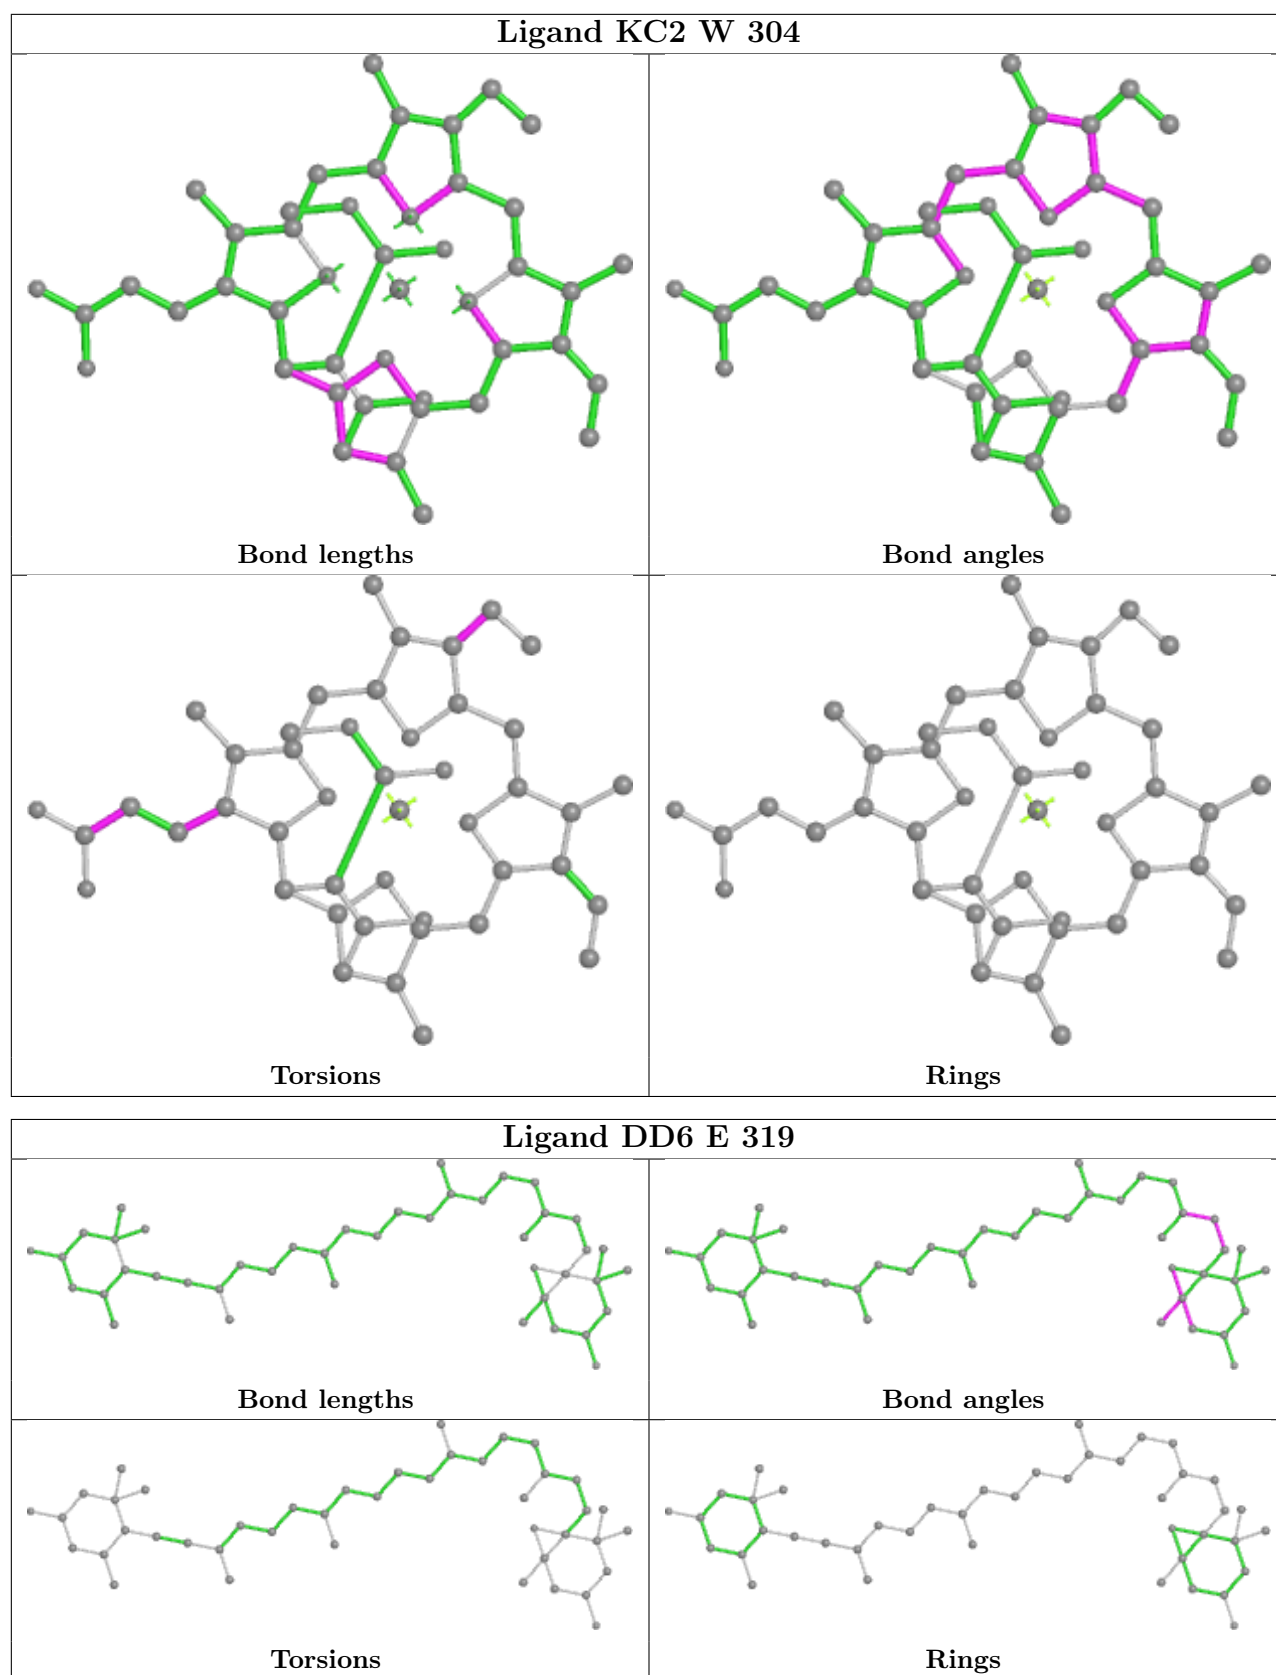 Ligand KC2 W 304
Bond lengths
Bond angles
Torsions
Rings
Ligand DD6 E 319
Bond lengths
Bond angles
Torsions
Rings